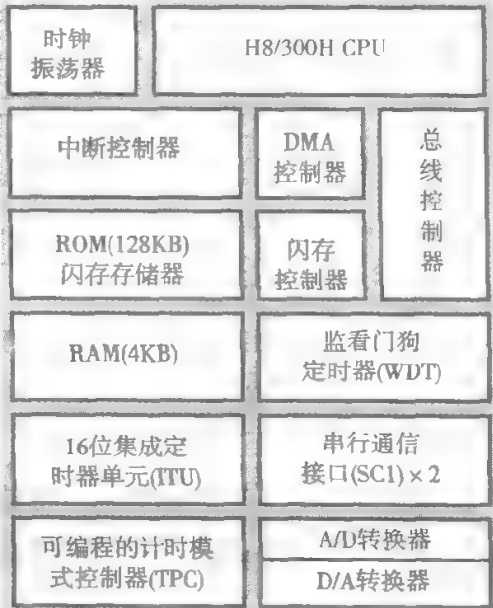 时钟
振荡器
H8/300H CPU
中断控制器
DMA
控制器
总
线
控
制
器
ROM(128KB)
闪存存储器
闪存
控制器
RAM(4KB)
监看门狗
定时器(WDT)
16位集成定
时器单元(ITU)
串行通信
接口(SC1)×2
可编程的计时模
式控制器(TPC)
A/D转换器
D/A转换器